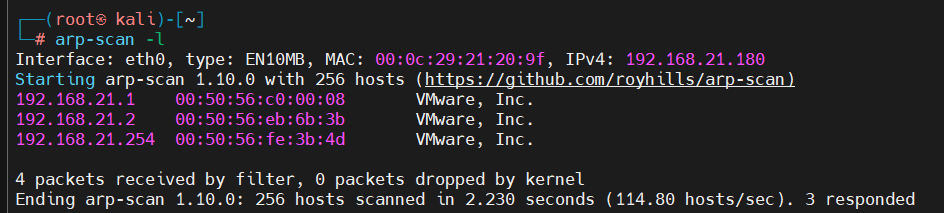 ┌──(root㉿ kali)-[~]
└─# arp-scan -l
Interface: eth0, type: EN10MB, MAC: 00:0c:29:21:20:9f, IPv4: 192.168.21.180
Starting arp-scan 1.10.0 with 256 hosts (https://github.com/royhills/arp-scan)
192.168.21.1    00:50:56:c0:00:08       VMware, Inc.
192.168.21.2    00:50:56:eb:6b:3b       VMware, Inc.
192.168.21.254  00:50:56:fe:3b:4d       VMware, Inc.

4 packets received by filter, 0 packets dropped by kernel
Ending arp-scan 1.10.0: 256 hosts scanned in 2.230 seconds (114.80 hosts/sec). 3 responded